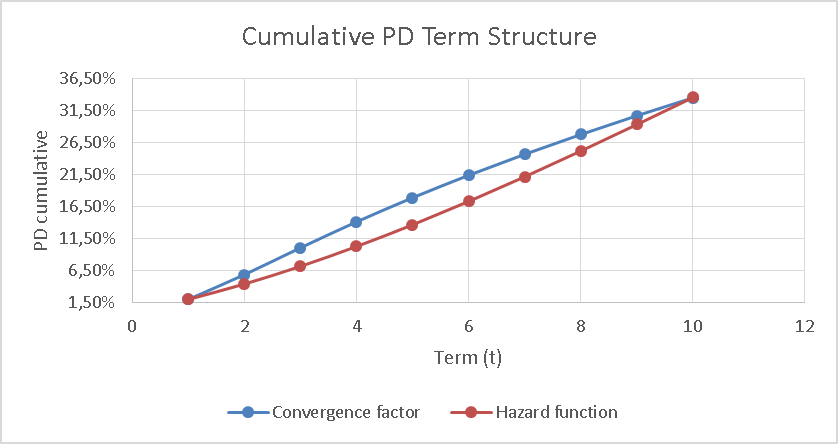 Cumulative PD Term Structure
PD cumulative
36,50%
31,50%
26,50%
21,50%
16,50%
11,50%
6,50%
1,50%
0 2 4 6 8 10 12
Term (t)
Convergence factor Hazard function